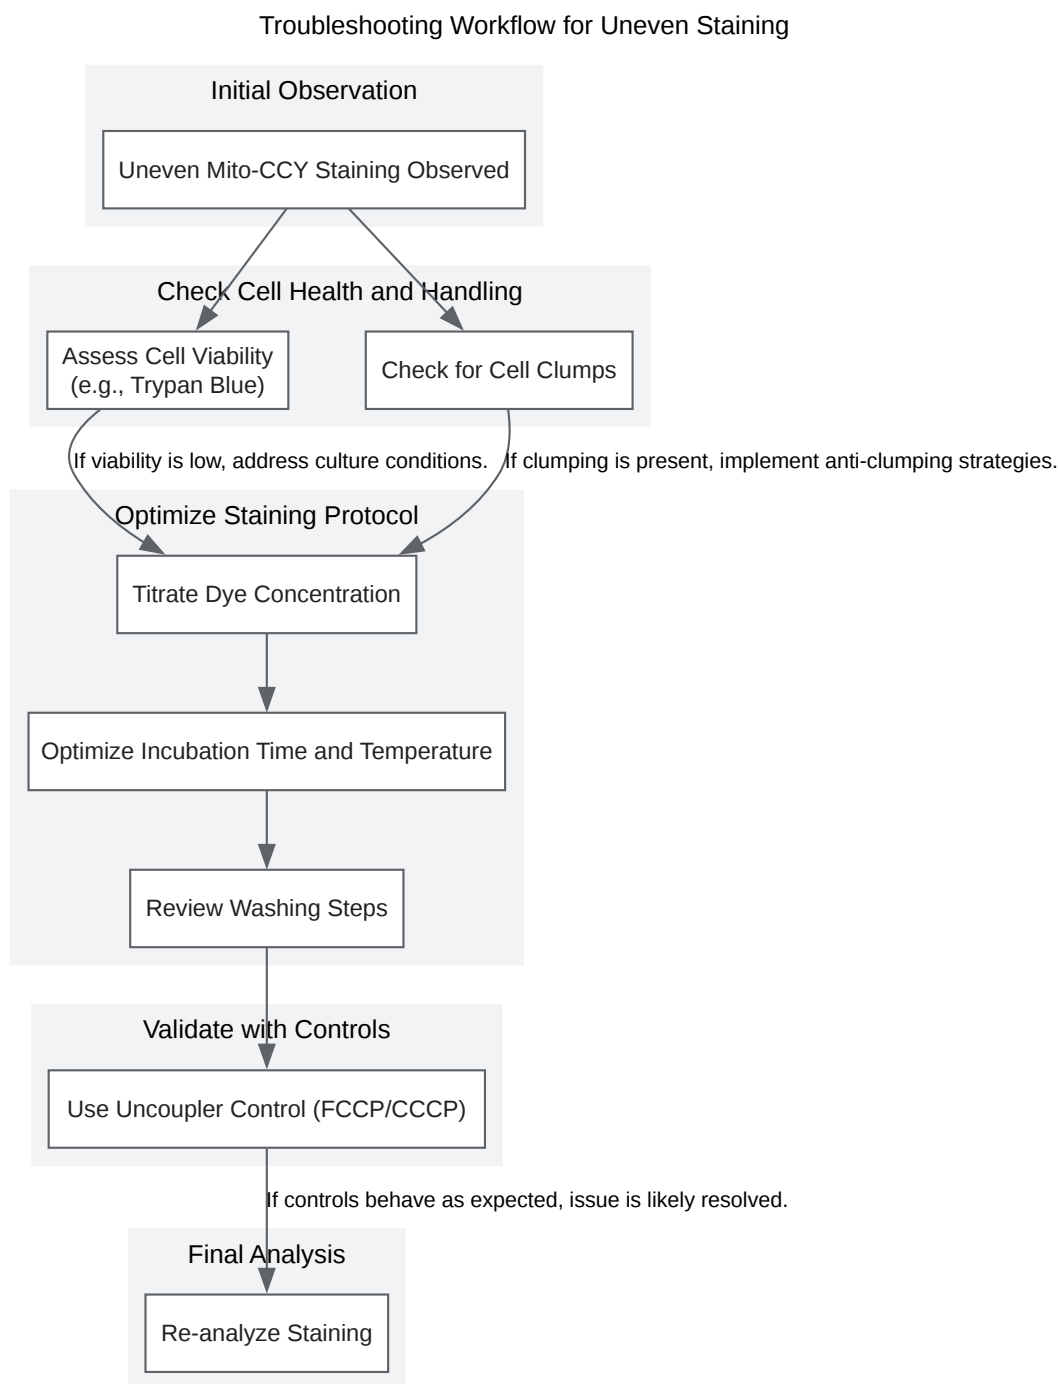 Troubleshooting Workflow for Uneven Staining
Initial Observation
Uneven Mito-CCY Staining Observed
Check Cell Health and Handling
Assess Cell Viability
(e.g., Trypan Blue)
Check for Cell Clumps
If viability is low, address culture conditions.
If clumping is present, implement anti-clumping strategies.
Optimize Staining Protocol
Titrate Dye Concentration
Optimize Incubation Time and Temperature
Review Washing Steps
Validate with Controls
Use Uncoupler Control (FCCP/CCCP)
If controls behave as expected, issue is likely resolved.
Final Analysis
Re-analyze Staining